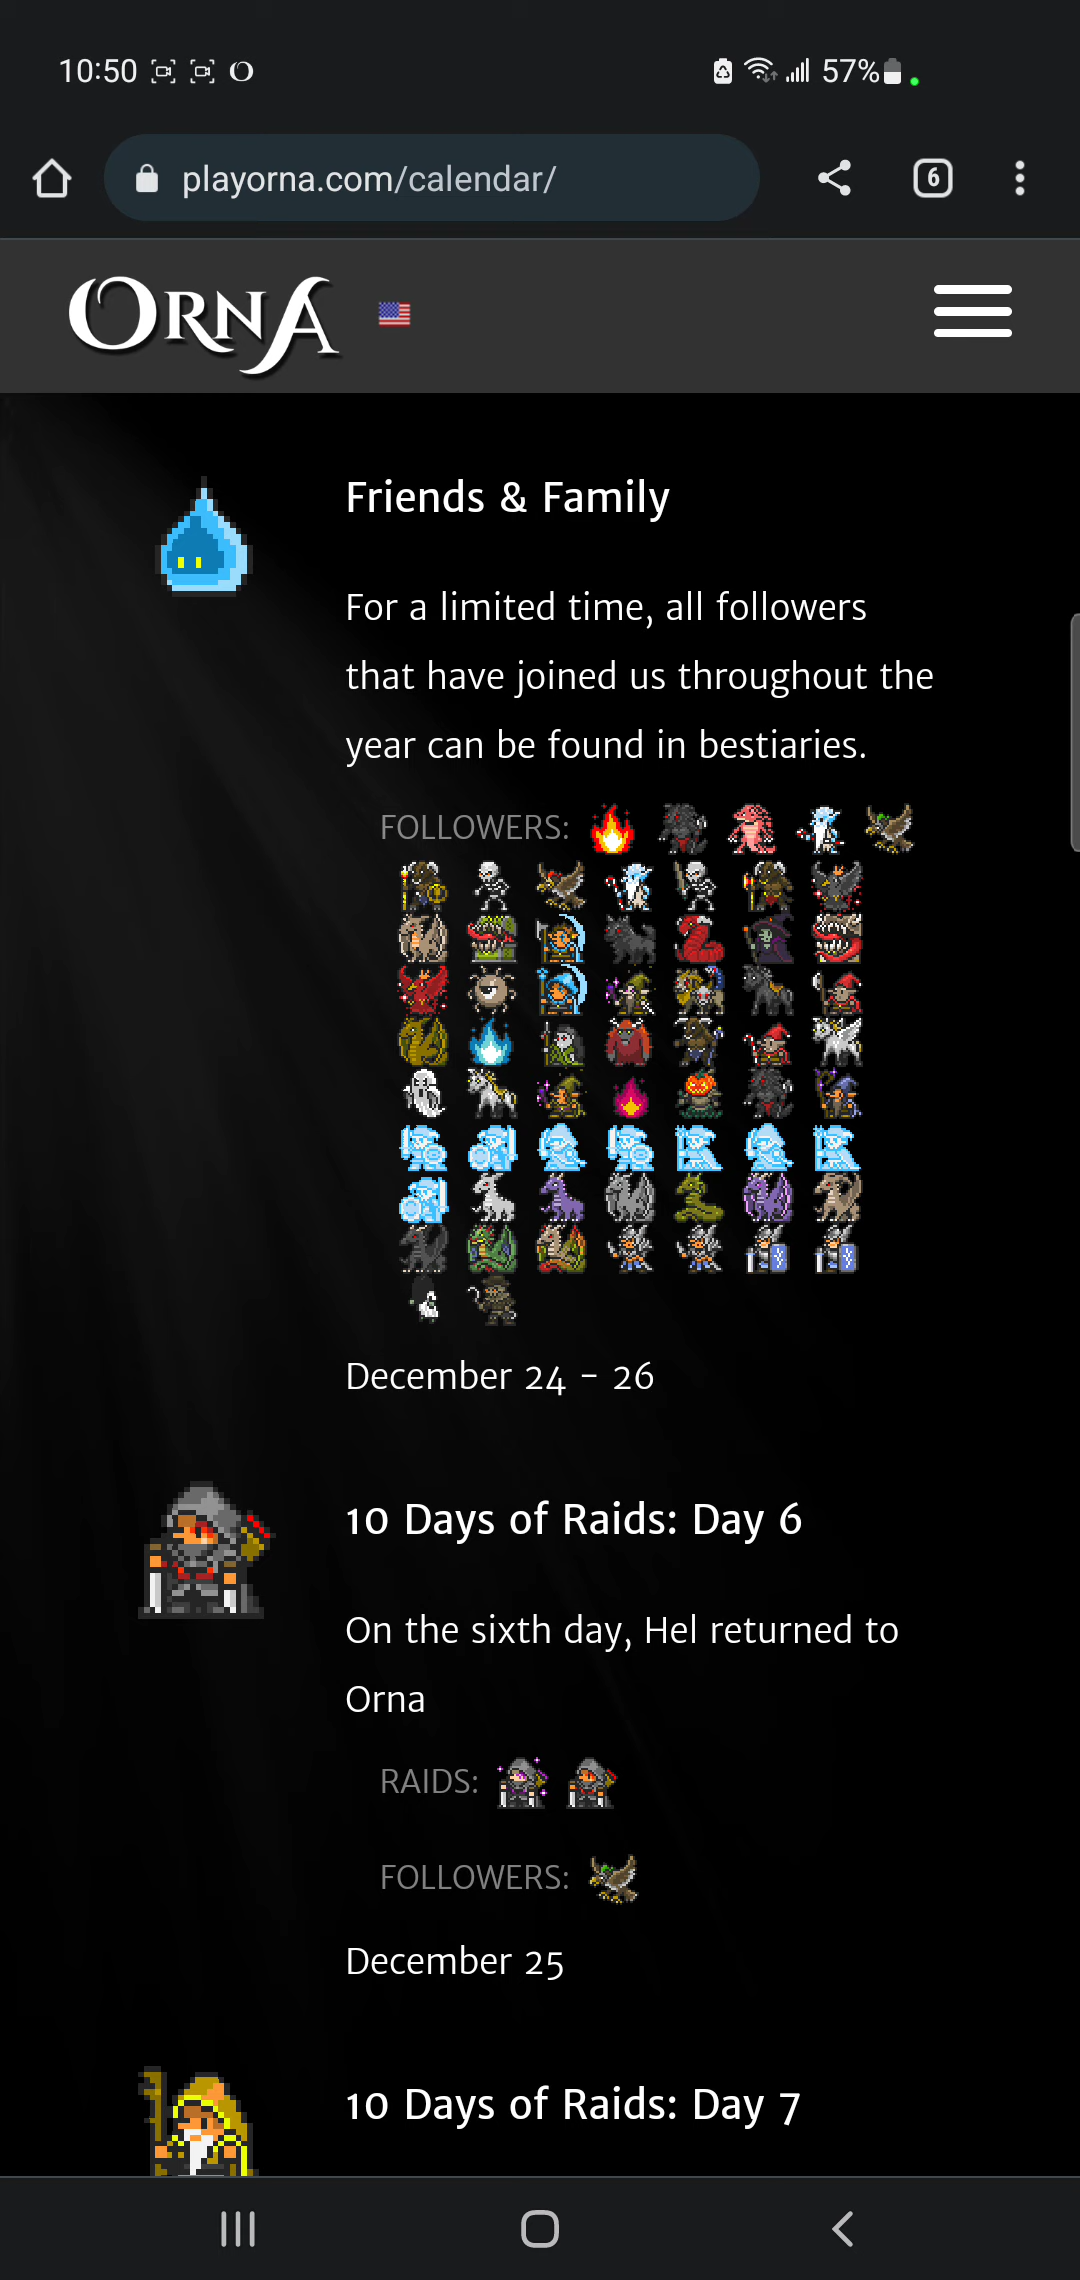 10:50
57%
playorna.com/calendar/
6
ORNA
Friends & Family
For a limited time, all followers
that have joined us throughout the
year can be found in bestiaries.
FOLLOWERS:
December 24 - 26
10 Days of Raids: Day 6
On the sixth day, Hel returned to
Orna
RAIDS:
FOLLOWERS:
December 25
10 Days of Raids: Day 7